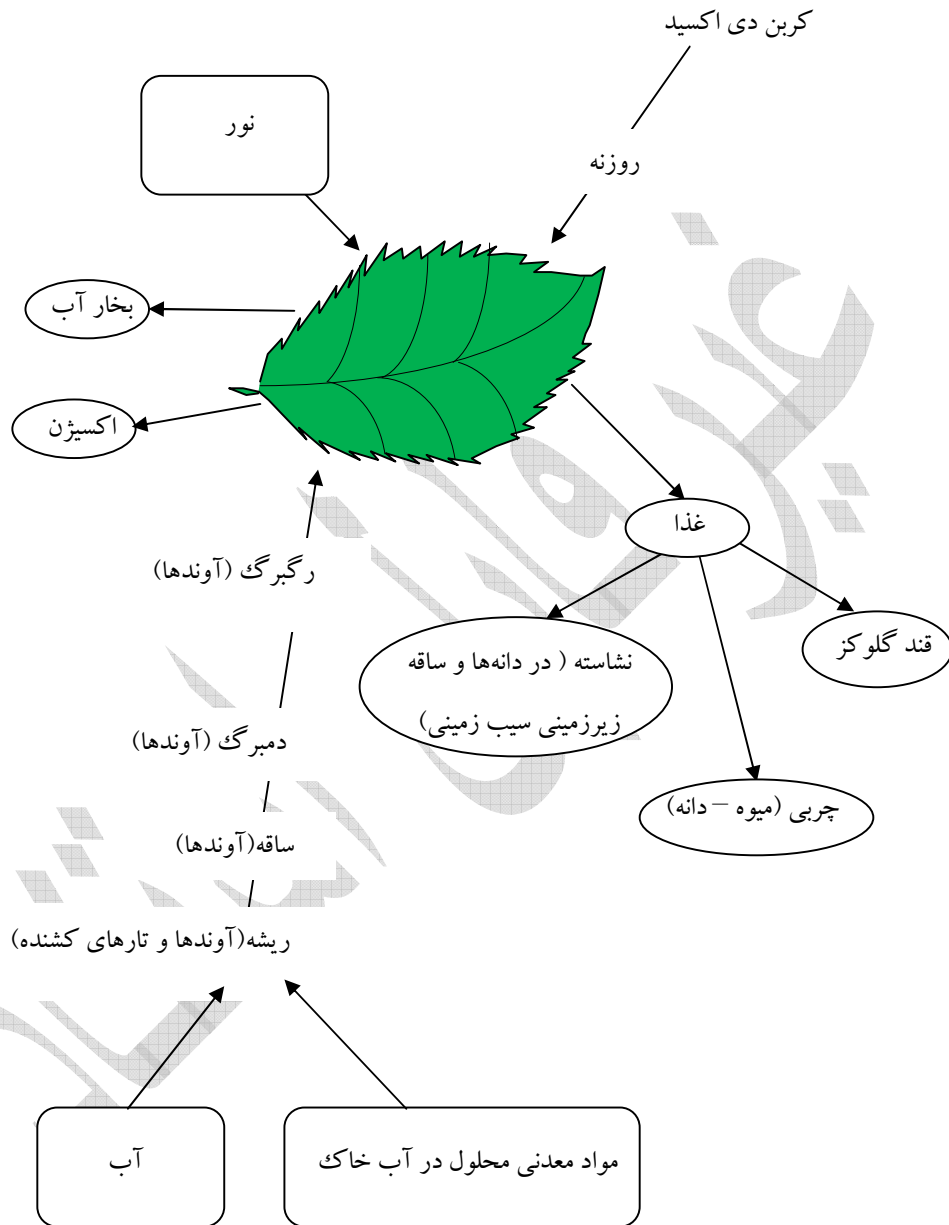 کربن دی اکسید
نور
روزنه
بخار آب
اکسیژن
غذا
رگبرگ (آوندها)
قند گلوکز
نشاسته ( در دانه‌ها و ساقه
زیرزمینی سیب زمینی)
دمبرگ (آوندها)
چربی (میوه – دانه)
ساقه(آوندها)
ریشه(آوندها و تارهای کشنده)
مواد معدنی محلول در آب خاک
آب